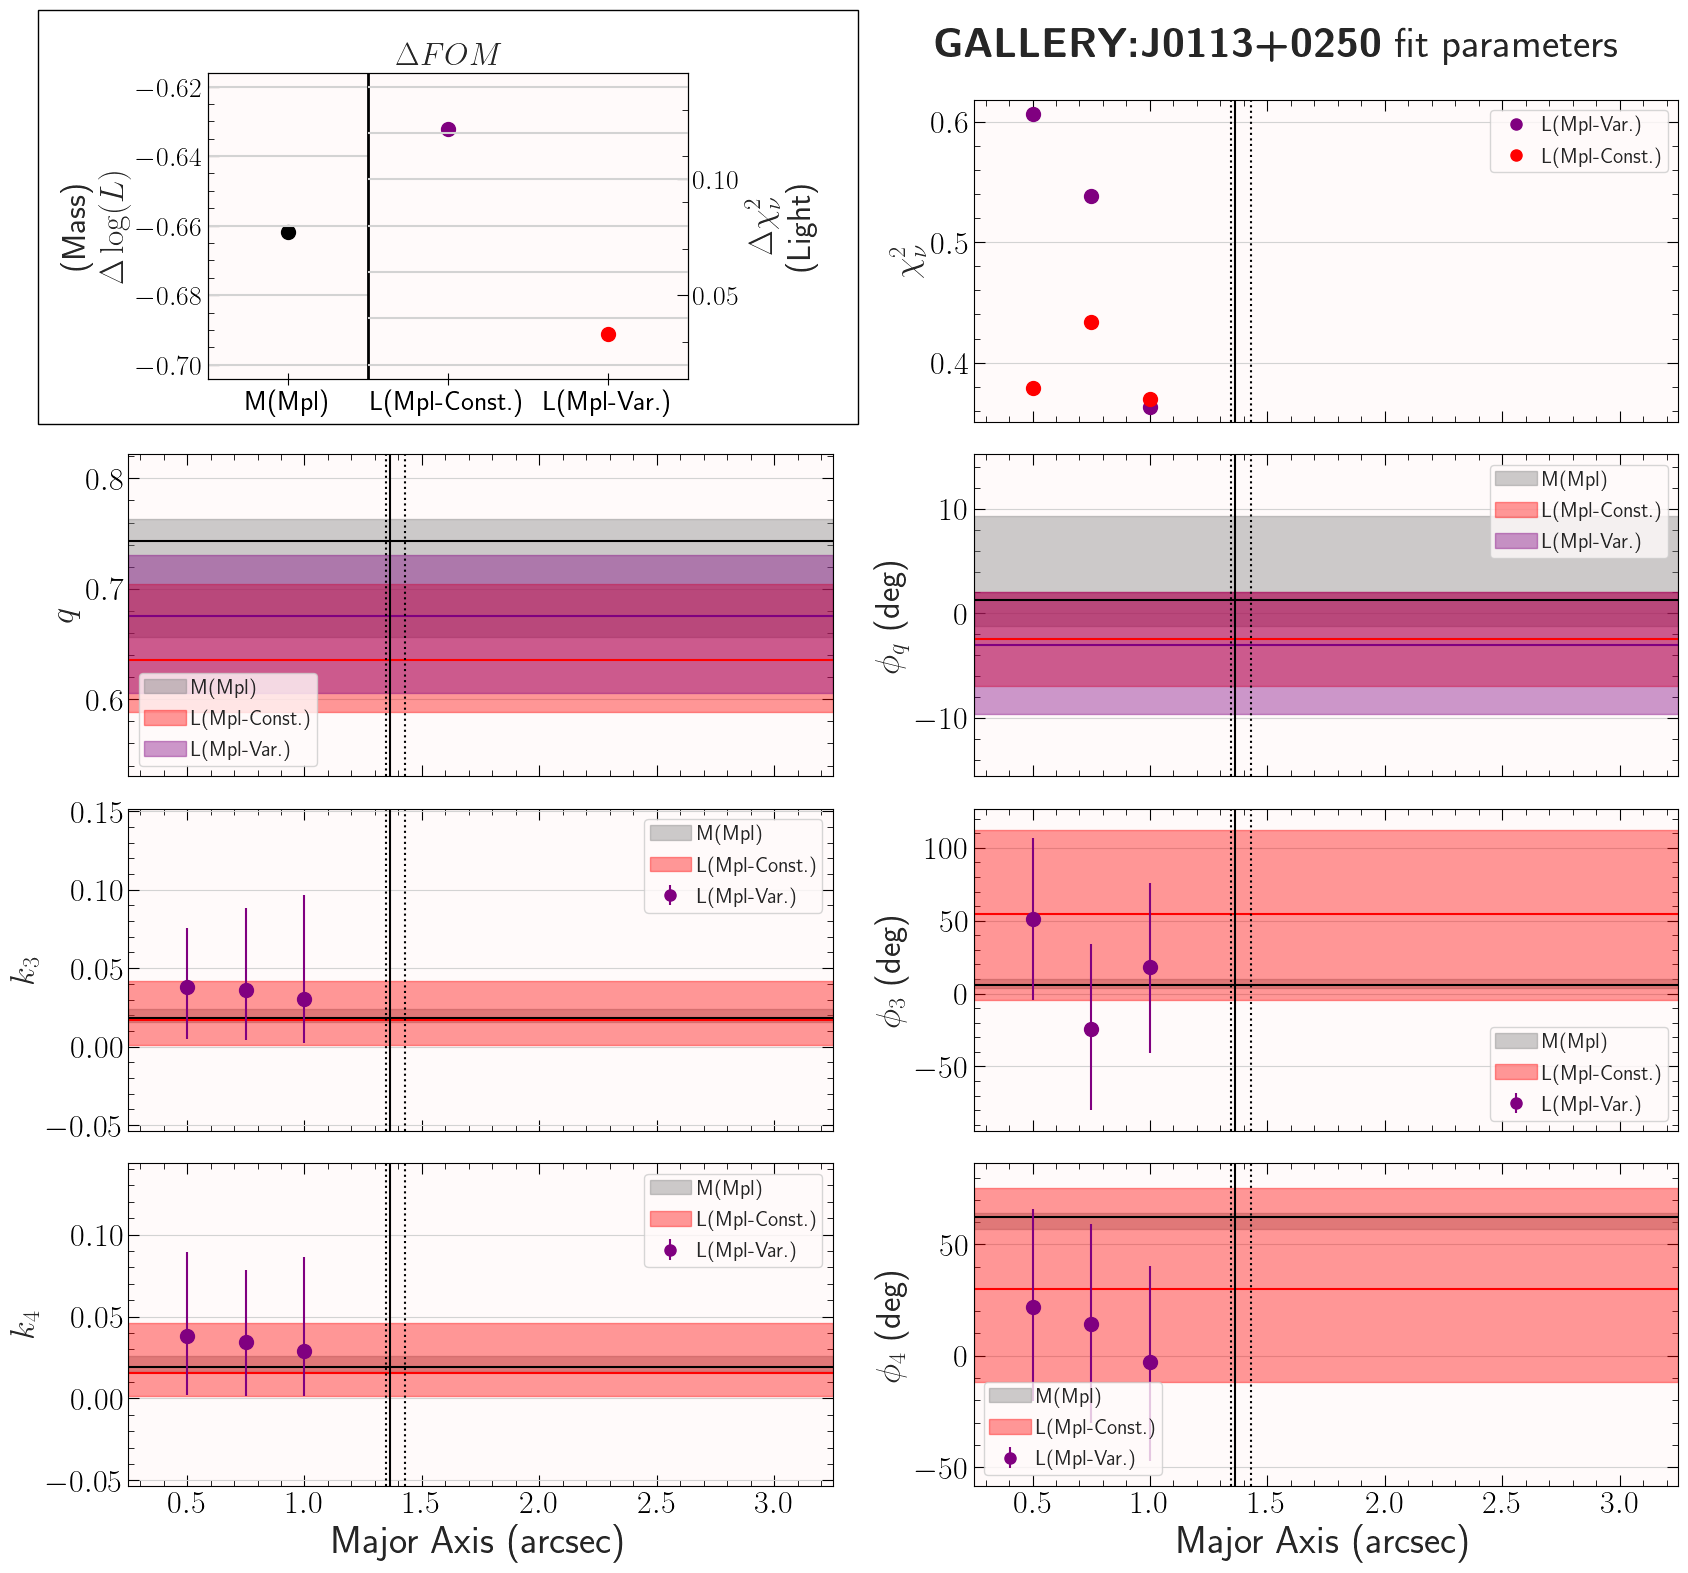 GALLERY:J0113+0250 fit parameters
ΔFOM
−0.62
−0.64
−0.66
−0.68
−0.70
(Mass)
Δ log(L)
0.10
0.05
Δχ²ν
(Light)
M(Mpl)
L(Mpl-Const.)
L(Mpl-Var.)
0.6
0.5
0.4
χ²ν
L(Mpl-Var.)
L(Mpl-Const.)
0.8
0.7
0.6
q
M(Mpl)
L(Mpl-Const.)
L(Mpl-Var.)
10
0
−10
ϕq (deg)
M(Mpl)
L(Mpl-Const.)
L(Mpl-Var.)
0.15
0.10
0.05
0.00
−0.05
k3
M(Mpl)
L(Mpl-Const.)
L(Mpl-Var.)
100
50
0
−50
ϕ3 (deg)
M(Mpl)
L(Mpl-Const.)
L(Mpl-Var.)
0.10
0.05
0.00
−0.05
k4
M(Mpl)
L(Mpl-Const.)
L(Mpl-Var.)
0.5 1.0 1.5 2.0 2.5 3.0
Major Axis (arcsec)
50
0
−50
ϕ4 (deg)
M(Mpl)
L(Mpl-Const.)
L(Mpl-Var.)
0.5 1.0 1.5 2.0 2.5 3.0
Major Axis (arcsec)